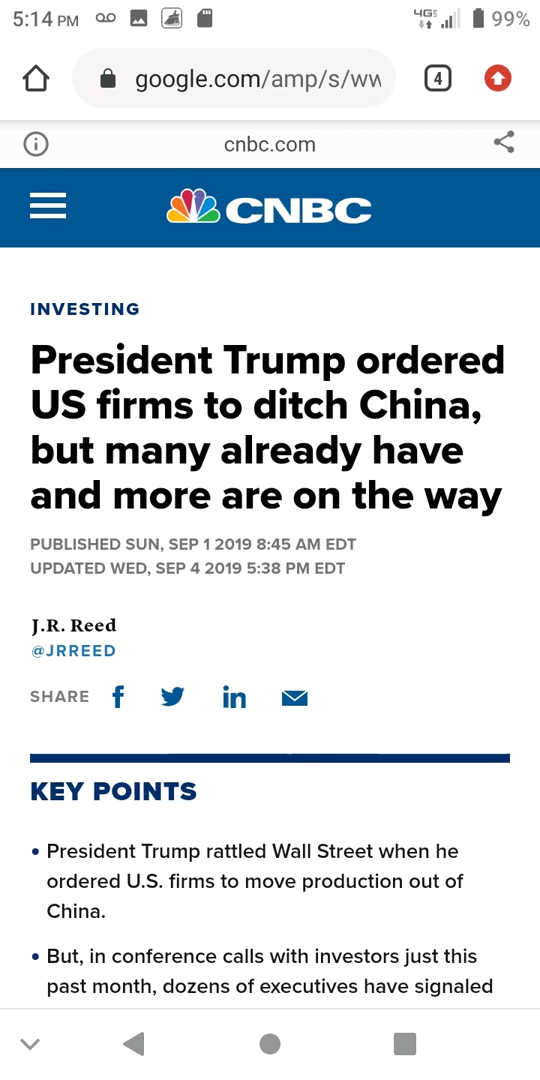 5:14 PM 4GE 99%
google.com/amp/s/ww 4
cnbc.com
CNBC
INVESTING
President Trump ordered
US firms to ditch China,
but many already have
and more are on the way
PUBLISHED SUN, SEP 1 2019 8:45 AM EDT
UPDATED WED, SEP 4 2019 5:38 PM EDT
J.R. Reed
@JRREED
SHARE
KEY POINTS
• President Trump rattled Wall Street when he
ordered U.S. firms to move production out of
China.
• But, in conference calls with investors just this
past month, dozens of executives have signaled